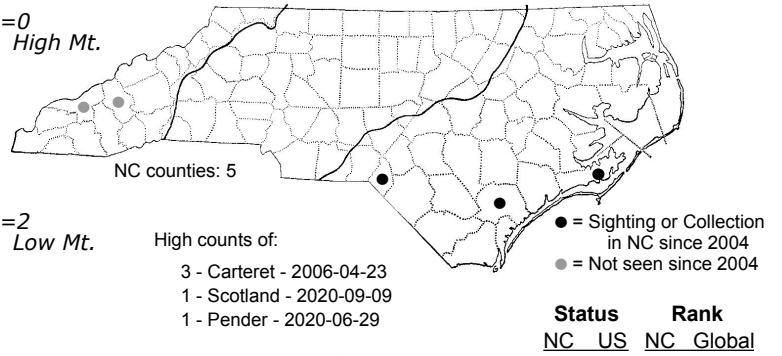 =0
High Mt.
NC counties: 5
=2
Low Mt.
High counts of:
3 - Carteret - 2006-04-23
1 - Scotland - 2020-09-09
1 - Pender - 2020-06-29
= Sighting or Collection
in NC since 2004
= Not seen since 2004
Status Rank
NC US NC Global